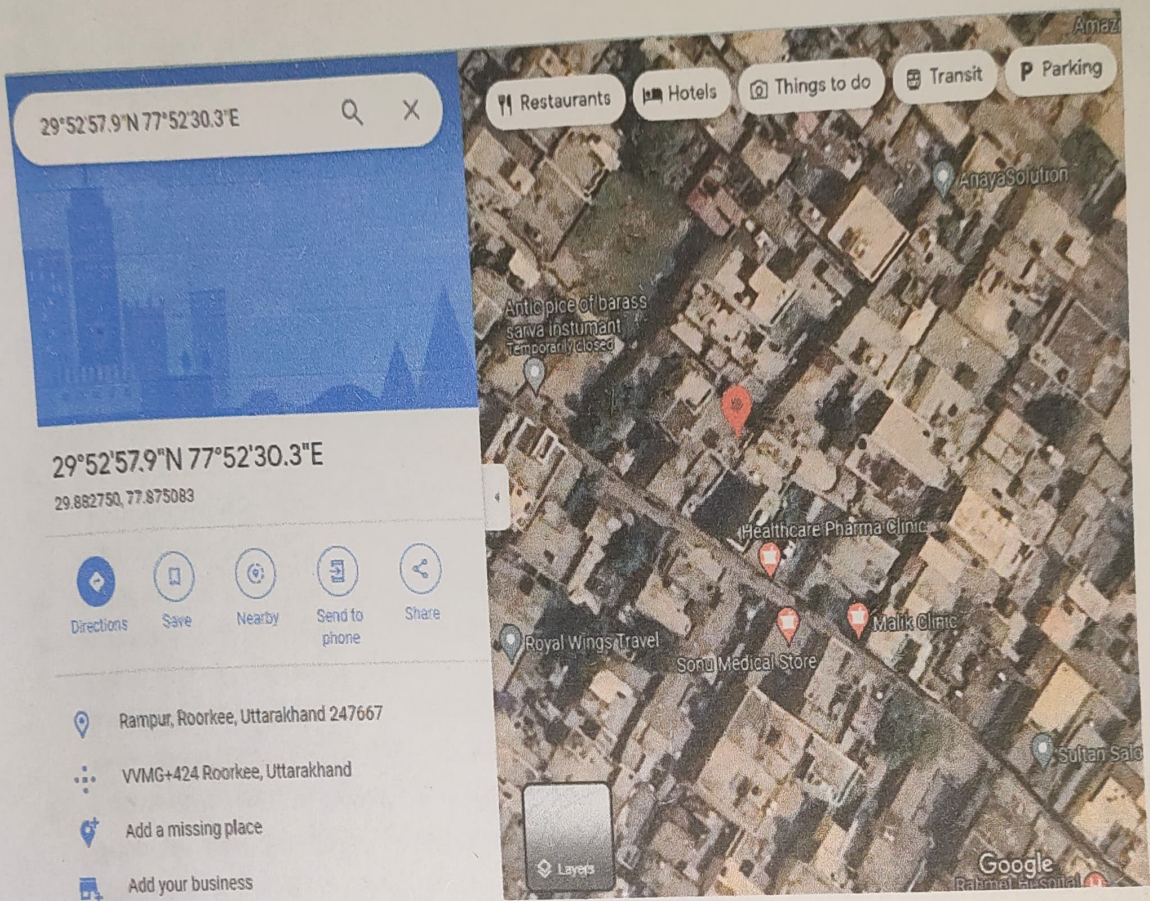 29°52'57.9"N 77°52'30.3"E
29°52'57.9"N 77°52'30.3"E
29.882750, 77.875083
Directions
Save
Nearby
Send to
phone
Share
Rampur, Roorkee, Uttarakhand 247667
VVMG+424 Roorkee, Uttarakhand
Add a missing place
Add your business
Restaurants
Hotels
Things to do
Transit
P Parking
Amaz
AnayaSolution
Antic pice of barass
sarva instumant
Temporarily closed
Healthcare Pharma Clinic
Malik Clinic
Sonu Medical Store
Royal Wings Travel
Sultan Salo
Layers
Google